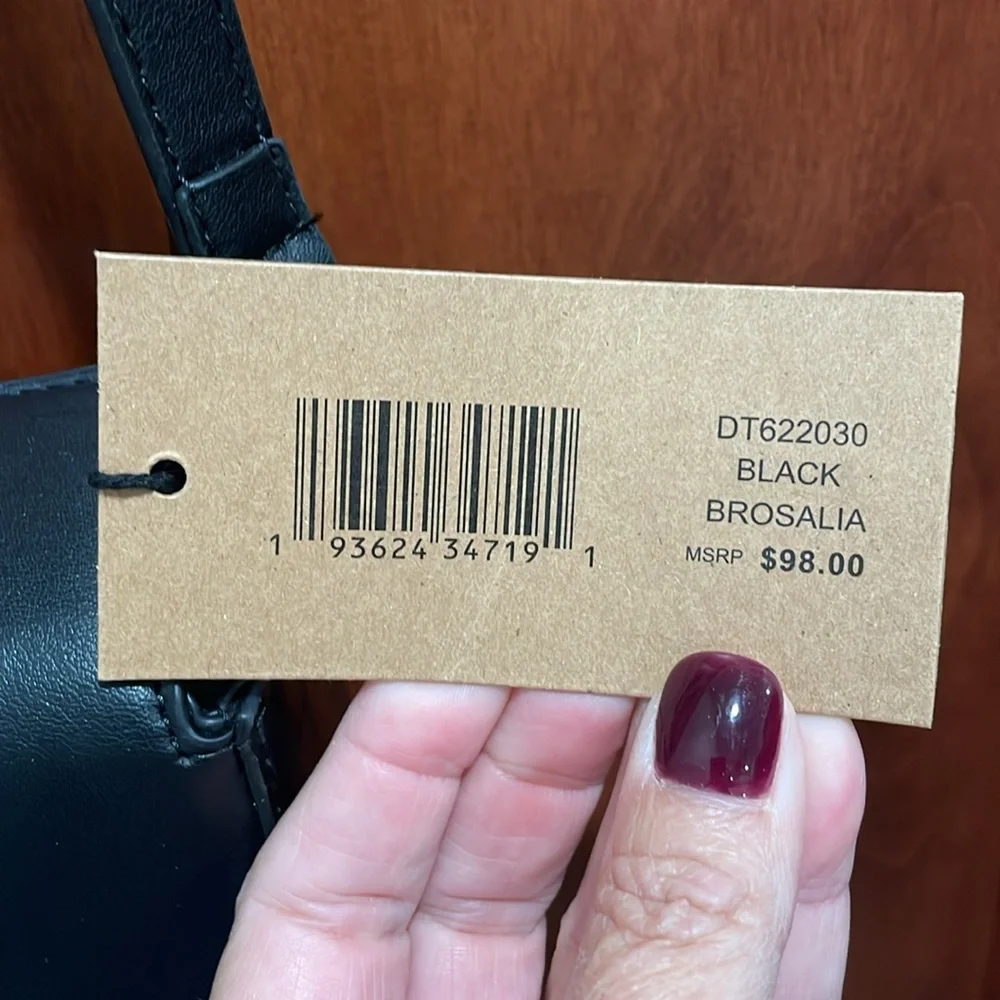 1 93624 34719 1
DT622030
BLACK
BROSALIA
MSRP $98.00